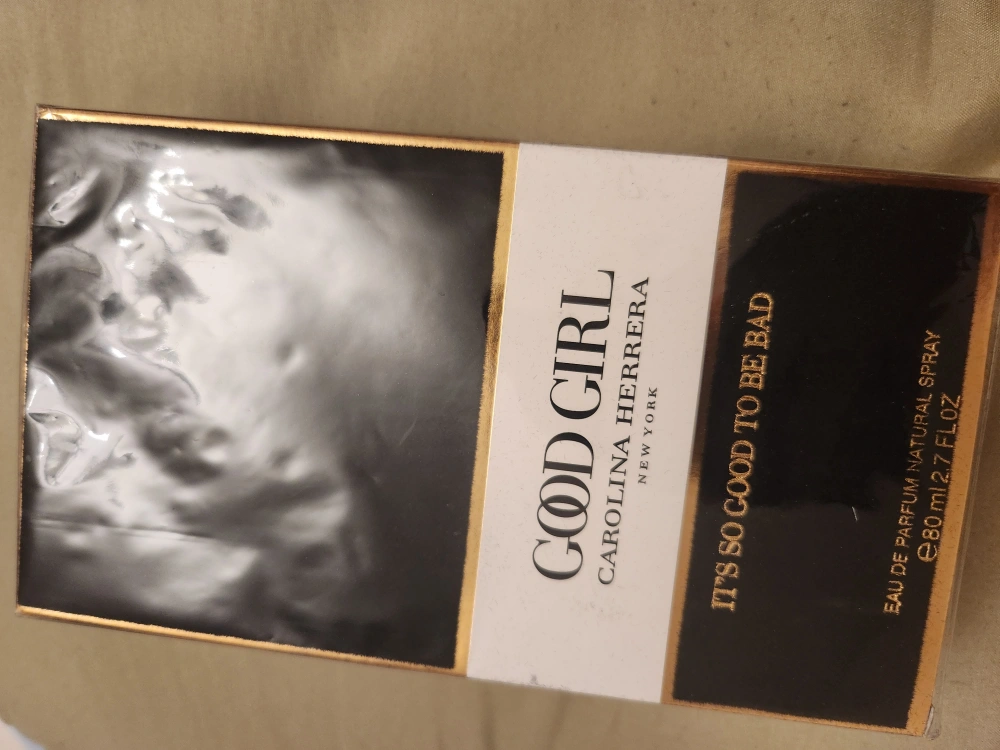 GOOD GIRL
CAROLINA HERRERA
NEW YORK
IT'S SO GOOD TO BE BAD
EAU DE PARFUM NATURAL SPRAY
℮80 ml 2.7 FL.OZ